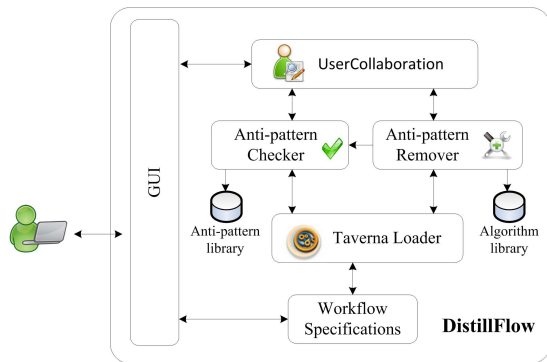 UserCollaboration
Anti-pattern
Checker
Anti-pattern
Remover
GUI
Anti-pattern
library
Taverna Loader
Algorithm
library
Workflow
Specifications
DistillFlow